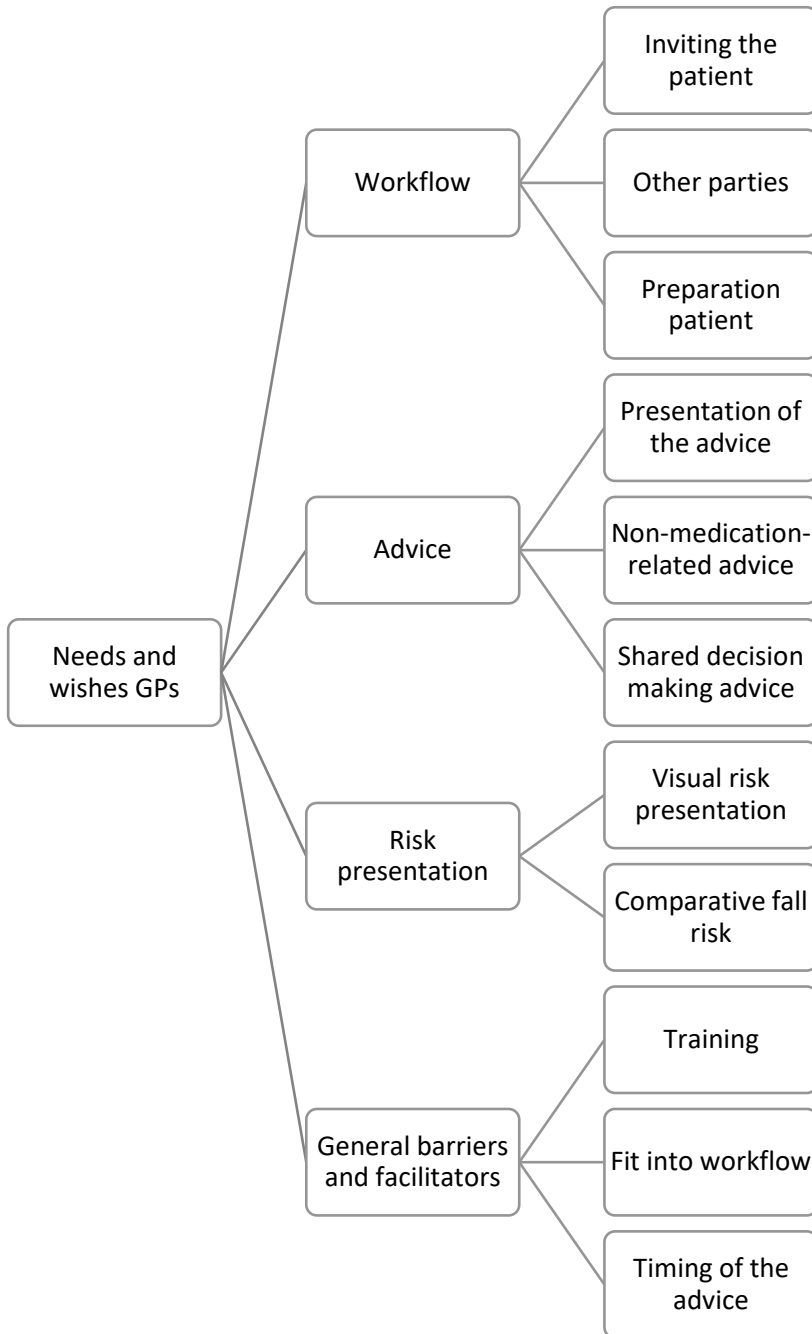 Inviting the
patient
Workflow
Other parties
Preparation
patient
Presentation of
the advice
Advice
Non-medication-
related advice
Shared decision
making advice
Needs and
wishes GPs
Visual risk
presentation
Risk
presentation
Comparative fall
risk
Training
General barriers
and facilitators
Fit into workflow
Timing of the
advice